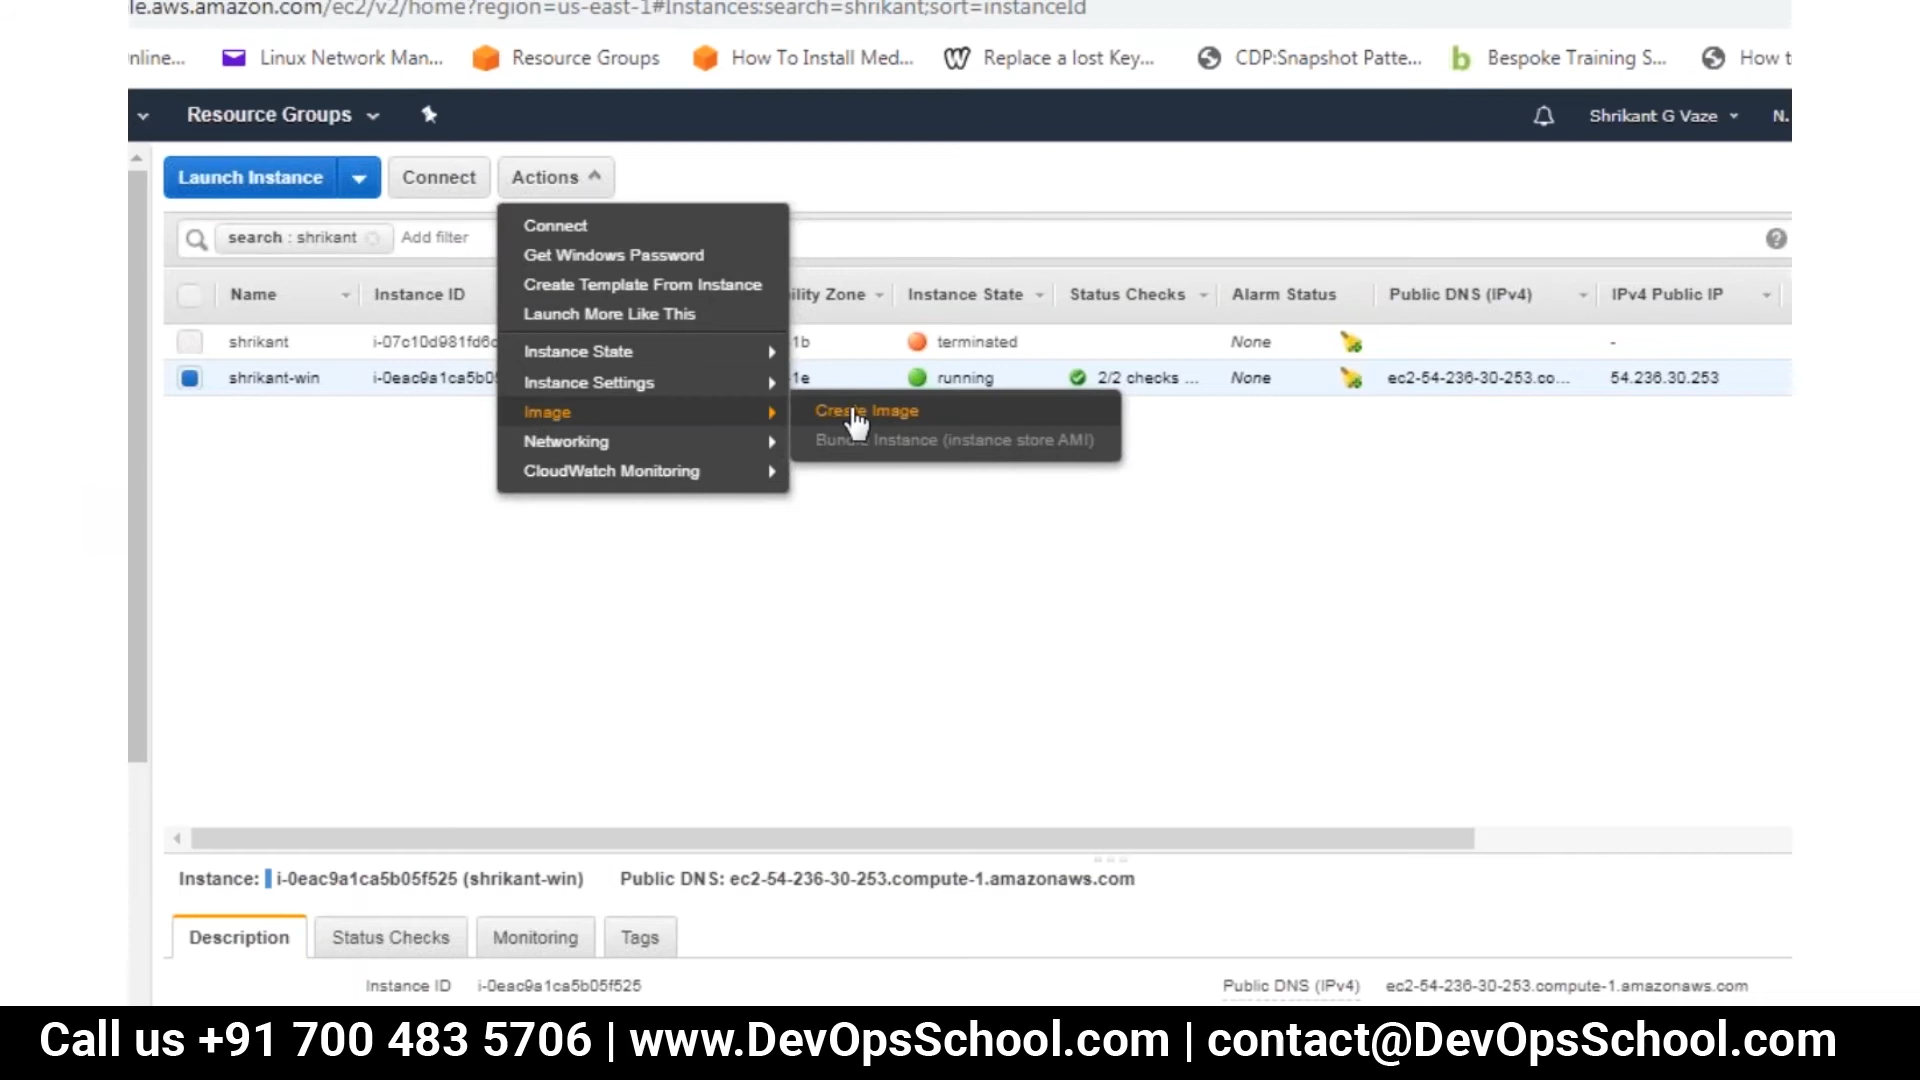 le.aws.amazon.com/ec2/v2/home?region=us-east-1#Instances:search=shrikant;sort=instanceId
nline... Linux Network Man... Resource Groups How To Install Med... Replace a lost Key... CDP:Snapshot Patte... Bespoke Training S... How t
Resource Groups Shrikant G Vaze N.
Launch Instance Connect Actions
search : shrikant Add filter
Connect
Get Windows Password
Create Template From Instance
Launch More Like This
Instance State
Instance Settings
Image
Networking
CloudWatch Monitoring
Create Image
Bundle Instance (instance store AMI)
Name Instance ID ility Zone Instance State Status Checks Alarm Status Public DNS (IPv4) IPv4 Public IP
shrikant i-07c10d981fd6c 1b terminated None -
shrikant-win i-0eac9a1ca5b05 1e running 2/2 checks ... None ec2-54-236-30-253.co... 54.236.30.253
Instance: i-0eac9a1ca5b05f525 (shrikant-win) Public DNS: ec2-54-236-30-253.compute-1.amazonaws.com
Description Status Checks Monitoring Tags
Instance ID i-0eac9a1ca5b05f525 Public DNS (IPv4) ec2-54-236-30-253.compute-1.amazonaws.com
Call us +91 700 483 5706 | www.DevOpsSchool.com | contact@DevOpsSchool.com